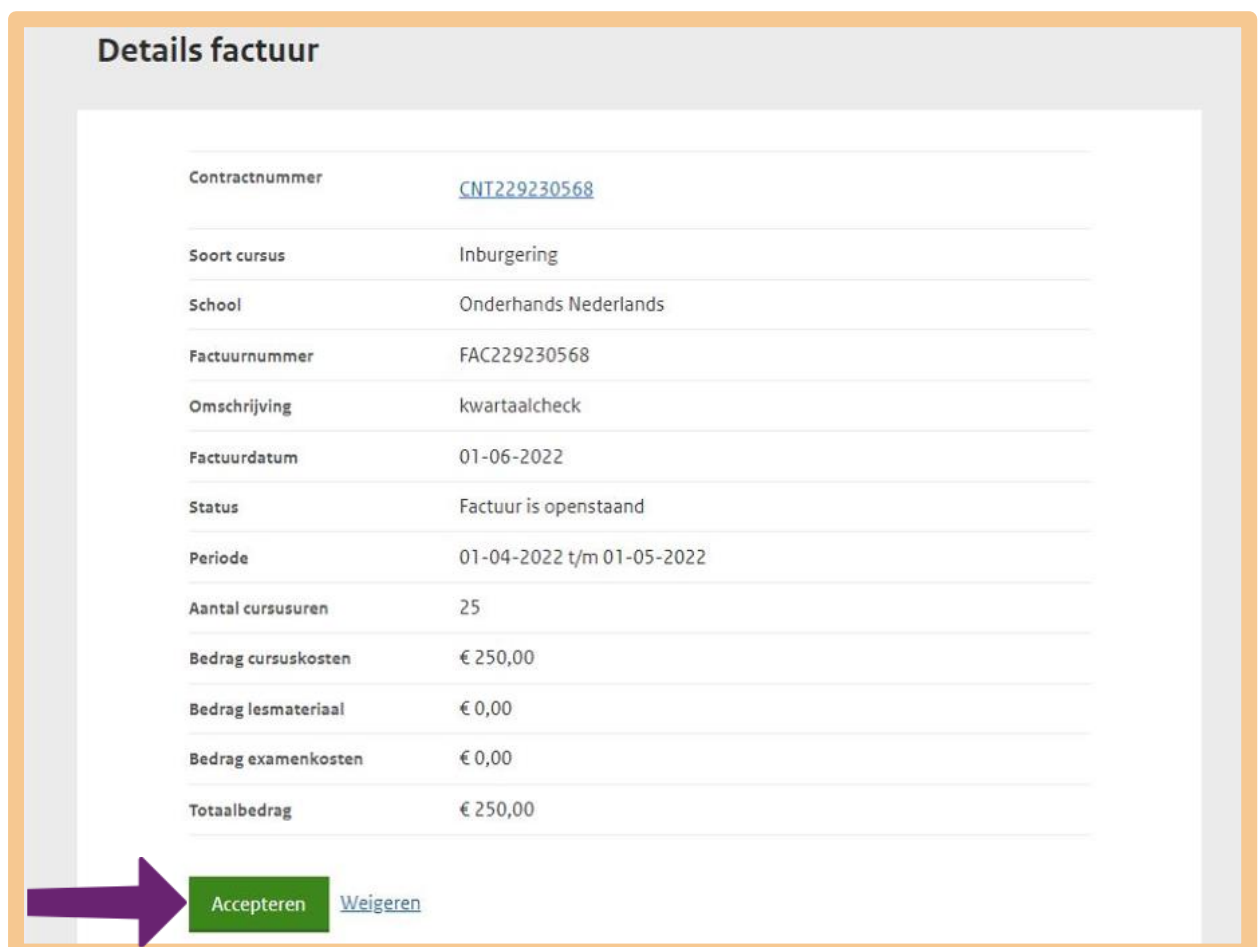 Details factuur
Contractnummer CNT229230568
Soort cursus Inburgering
School Onderhands Nederlands
Factuurnummer FAC229230568
Omschrijving kwartaalcheck
Factuurdatum 01-06-2022
Status Factuur is openstaand
Periode 01-04-2022 t/m 01-05-2022
Aantal cursusuren 25
Bedrag cursuskosten € 250,00
Bedrag lesmateriaal € 0,00
Bedrag examenkosten € 0,00
Totaalbedrag € 250,00
Accepteren Weigeren